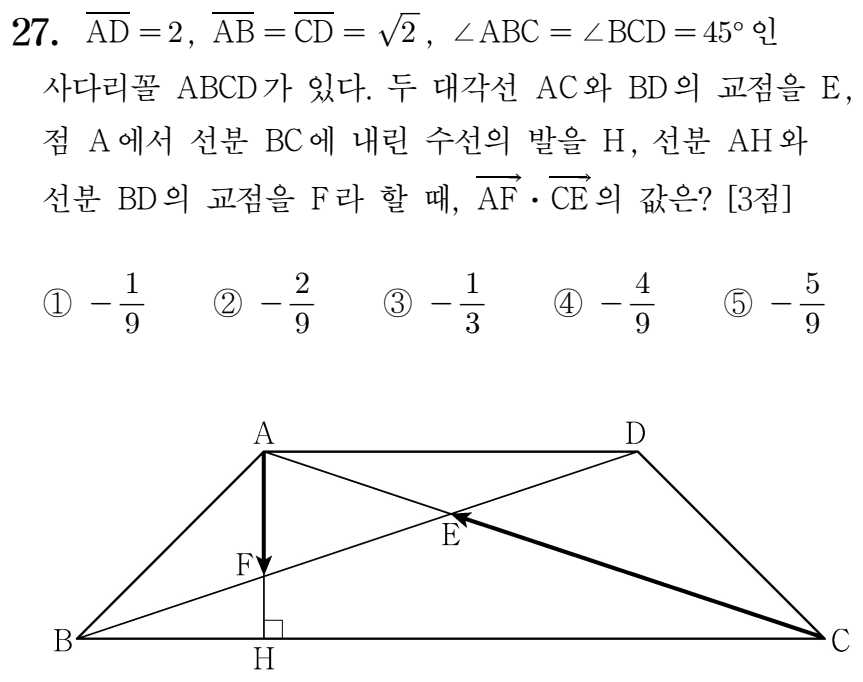 27. AD = 2, AB = CD = √2, ∠ABC = ∠BCD = 45° 인
사다리꼴 ABCD가 있다. 두 대각선 AC와 BD의 교점을 E,
점 A에서 선분 BC에 내린 수선의 발을 H, 선분 AH와
선분 BD의 교점을 F라 할 때, AF · CE의 값은? [3점]
① −1/9 ② −2/9 ③ −1/3 ④ −4/9 ⑤ −5/9
A D
E
F
B C
H